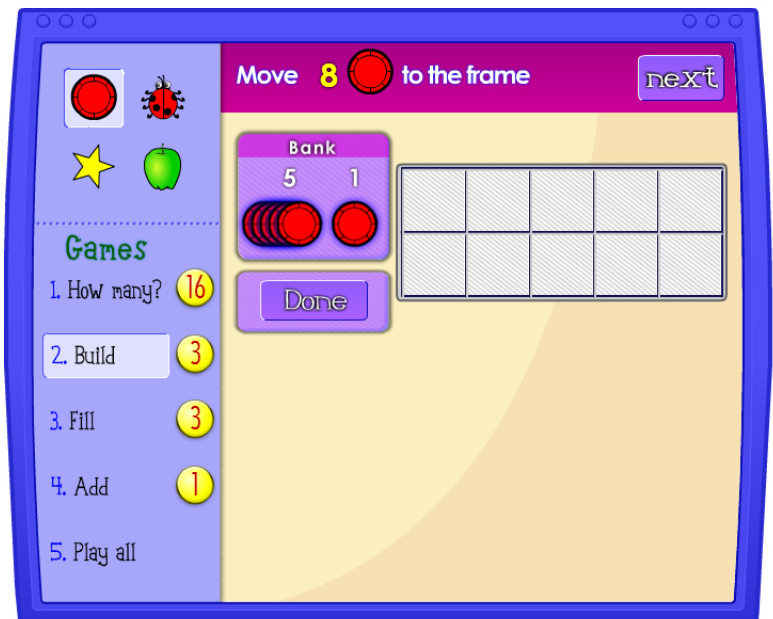 Move 8 to the frame
next
Bank
5 1
Done
Games
1. How many? 16
2. Build 3
3. Fill 3
4. Add 1
5. Play all